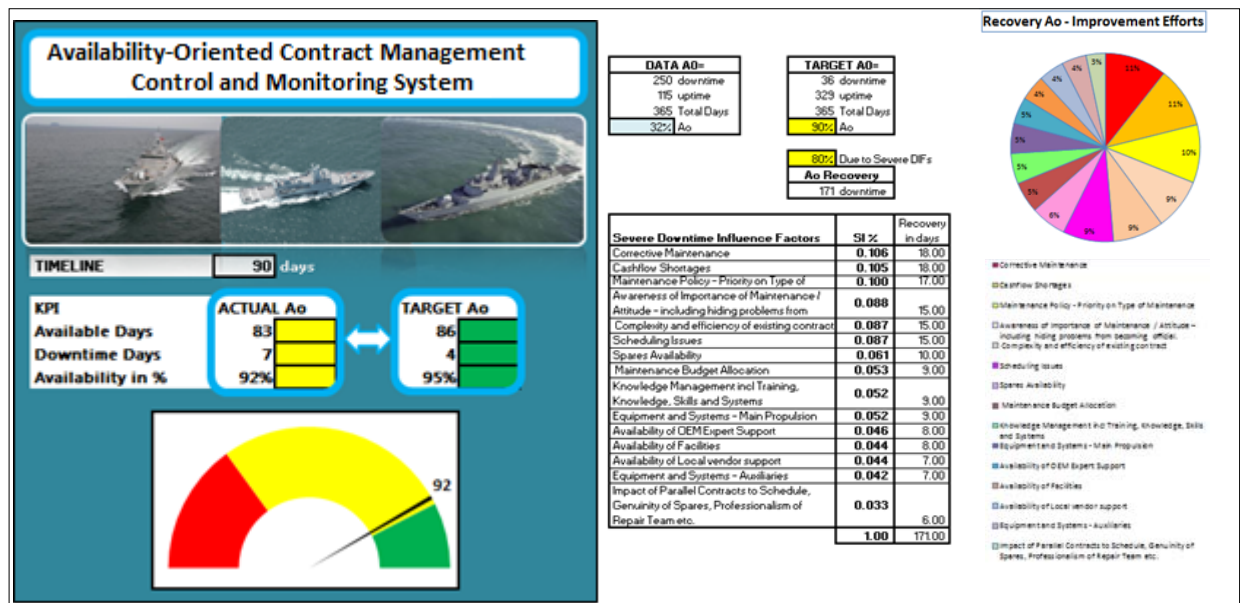 Availability-Oriented Contract Management
Control and Monitoring System
TIMELINE 90 days
KPI ACTUAL Ao TARGET Ao
Available Days 83 86
Downtime Days 7 4
Availability in % 92% 95%
92
DATA A0=
250 downtime
115 uptime
365 Total Days
32% Ao
TARGET A0=
36 downtime
329 uptime
365 Total Days
90% Ao
80% Due to Severe DIFs
Ao Recovery
171 downtime
Severe Downtime Influence Factors SI % Recovery
in days
Corrective Maintenance 0.106 18.00
Cashflow Shortages 0.105 18.00
Maintenance Policy - Priority on Type of 0.100 17.00
Awareness of Importance of Maintenance /
Attitude - including hiding problems from 0.088 15.00
Complexity and efficiency of existing contract 0.087 15.00
Scheduling Issues 0.087 15.00
Spares Availability 0.061 10.00
Maintenance Budget Allocation 0.053 9.00
Knowledge Management incl Training,
Knowledge, Skills and Systems 0.052 9.00
Equipment and Systems - Main Propulsion 0.052 9.00
Availability of OEM Expert Support 0.046 8.00
Availability of Facilities 0.044 8.00
Availability of Local vendor support 0.044 7.00
Equipment and Systems - Auxiliaries 0.042 7.00
Impact of Parallel Contracts to Schedule,
Genuinity of Spares, Professionalism of 0.033
Repair Team etc. 6.00
1.00 171.00
Recovery Ao - Improvement Efforts
11%
11%
10%
9%
9%
9%
6%
5%
5%
5%
5%
4%
4%
4%
3%
Corrective Maintenance
Cashflow Shortages
Maintenance Policy - Priority on Type of Maintenance
Awareness of Importance of Maintenance / Attitude –
including hiding problems from becoming official.
Complexity and efficiency of existing contract
Scheduling Issues
Spares Availability
Maintenance Budget Allocation
Knowledge Management incl Training, Knowledge, Skills
and Systems
Equipment and Systems - Main Propulsion
Availability of OEM Expert Support
Availability of Facilities
Availability of Local vendor support
Equipment and Systems - Auxiliaries
Impact of Parallel Contracts to Schedule, Genuinity of
Spares, Professionalism of Repair Team etc.